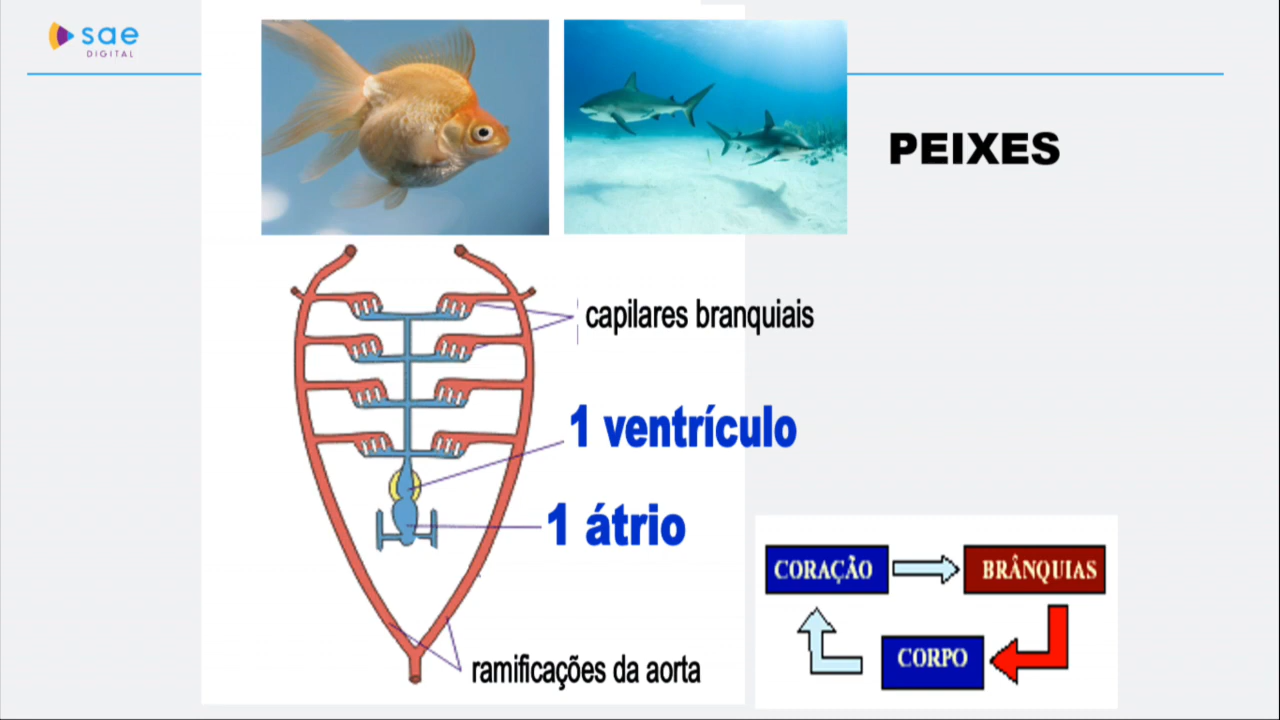 sae
DIGITAL
PEIXES
capilares branquiais
1 ventrículo
1 átrio
ramificações da aorta
CORAÇÃO
BRÂNQUIAS
CORPO